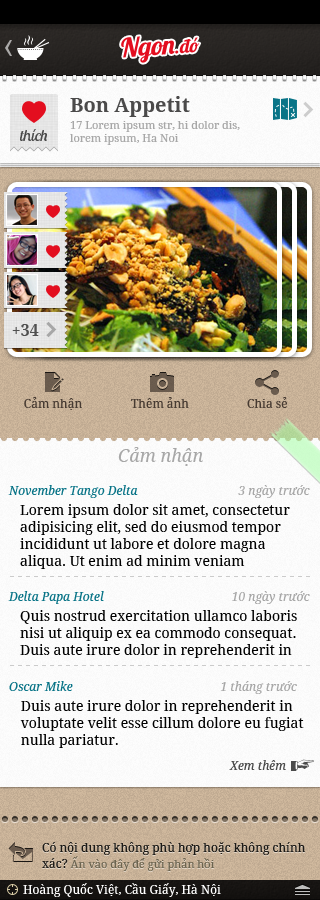 Ngon.đó
Bon Appetit
17 Lorem ipsum str, hi dolor dis,
lorem ipsum, Ha Noi
thích
+34
Cảm nhận Thêm ảnh Chia sẻ
Cảm nhận
November Tango Delta 3 ngày trước
Lorem ipsum dolor sit amet, consectetur
adipisicing elit, sed do eiusmod tempor
incididunt ut labore et dolore magna
aliqua. Ut enim ad minim veniam
Delta Papa Hotel 10 ngày trước
Quis nostrud exercitation ullamco laboris
nisi ut aliquip ex ea commodo consequat.
Duis aute irure dolor in reprehenderit in
Oscar Mike 1 tháng trước
Duis aute irure dolor in reprehenderit in
voluptate velit esse cillum dolore eu fugiat
nulla pariatur.
Xem thêm
Có nội dung không phù hợp hoặc không chính
xác? Ấn vào đây để gửi phản hồi
Hoàng Quốc Việt, Cầu Giấy, Hà Nội